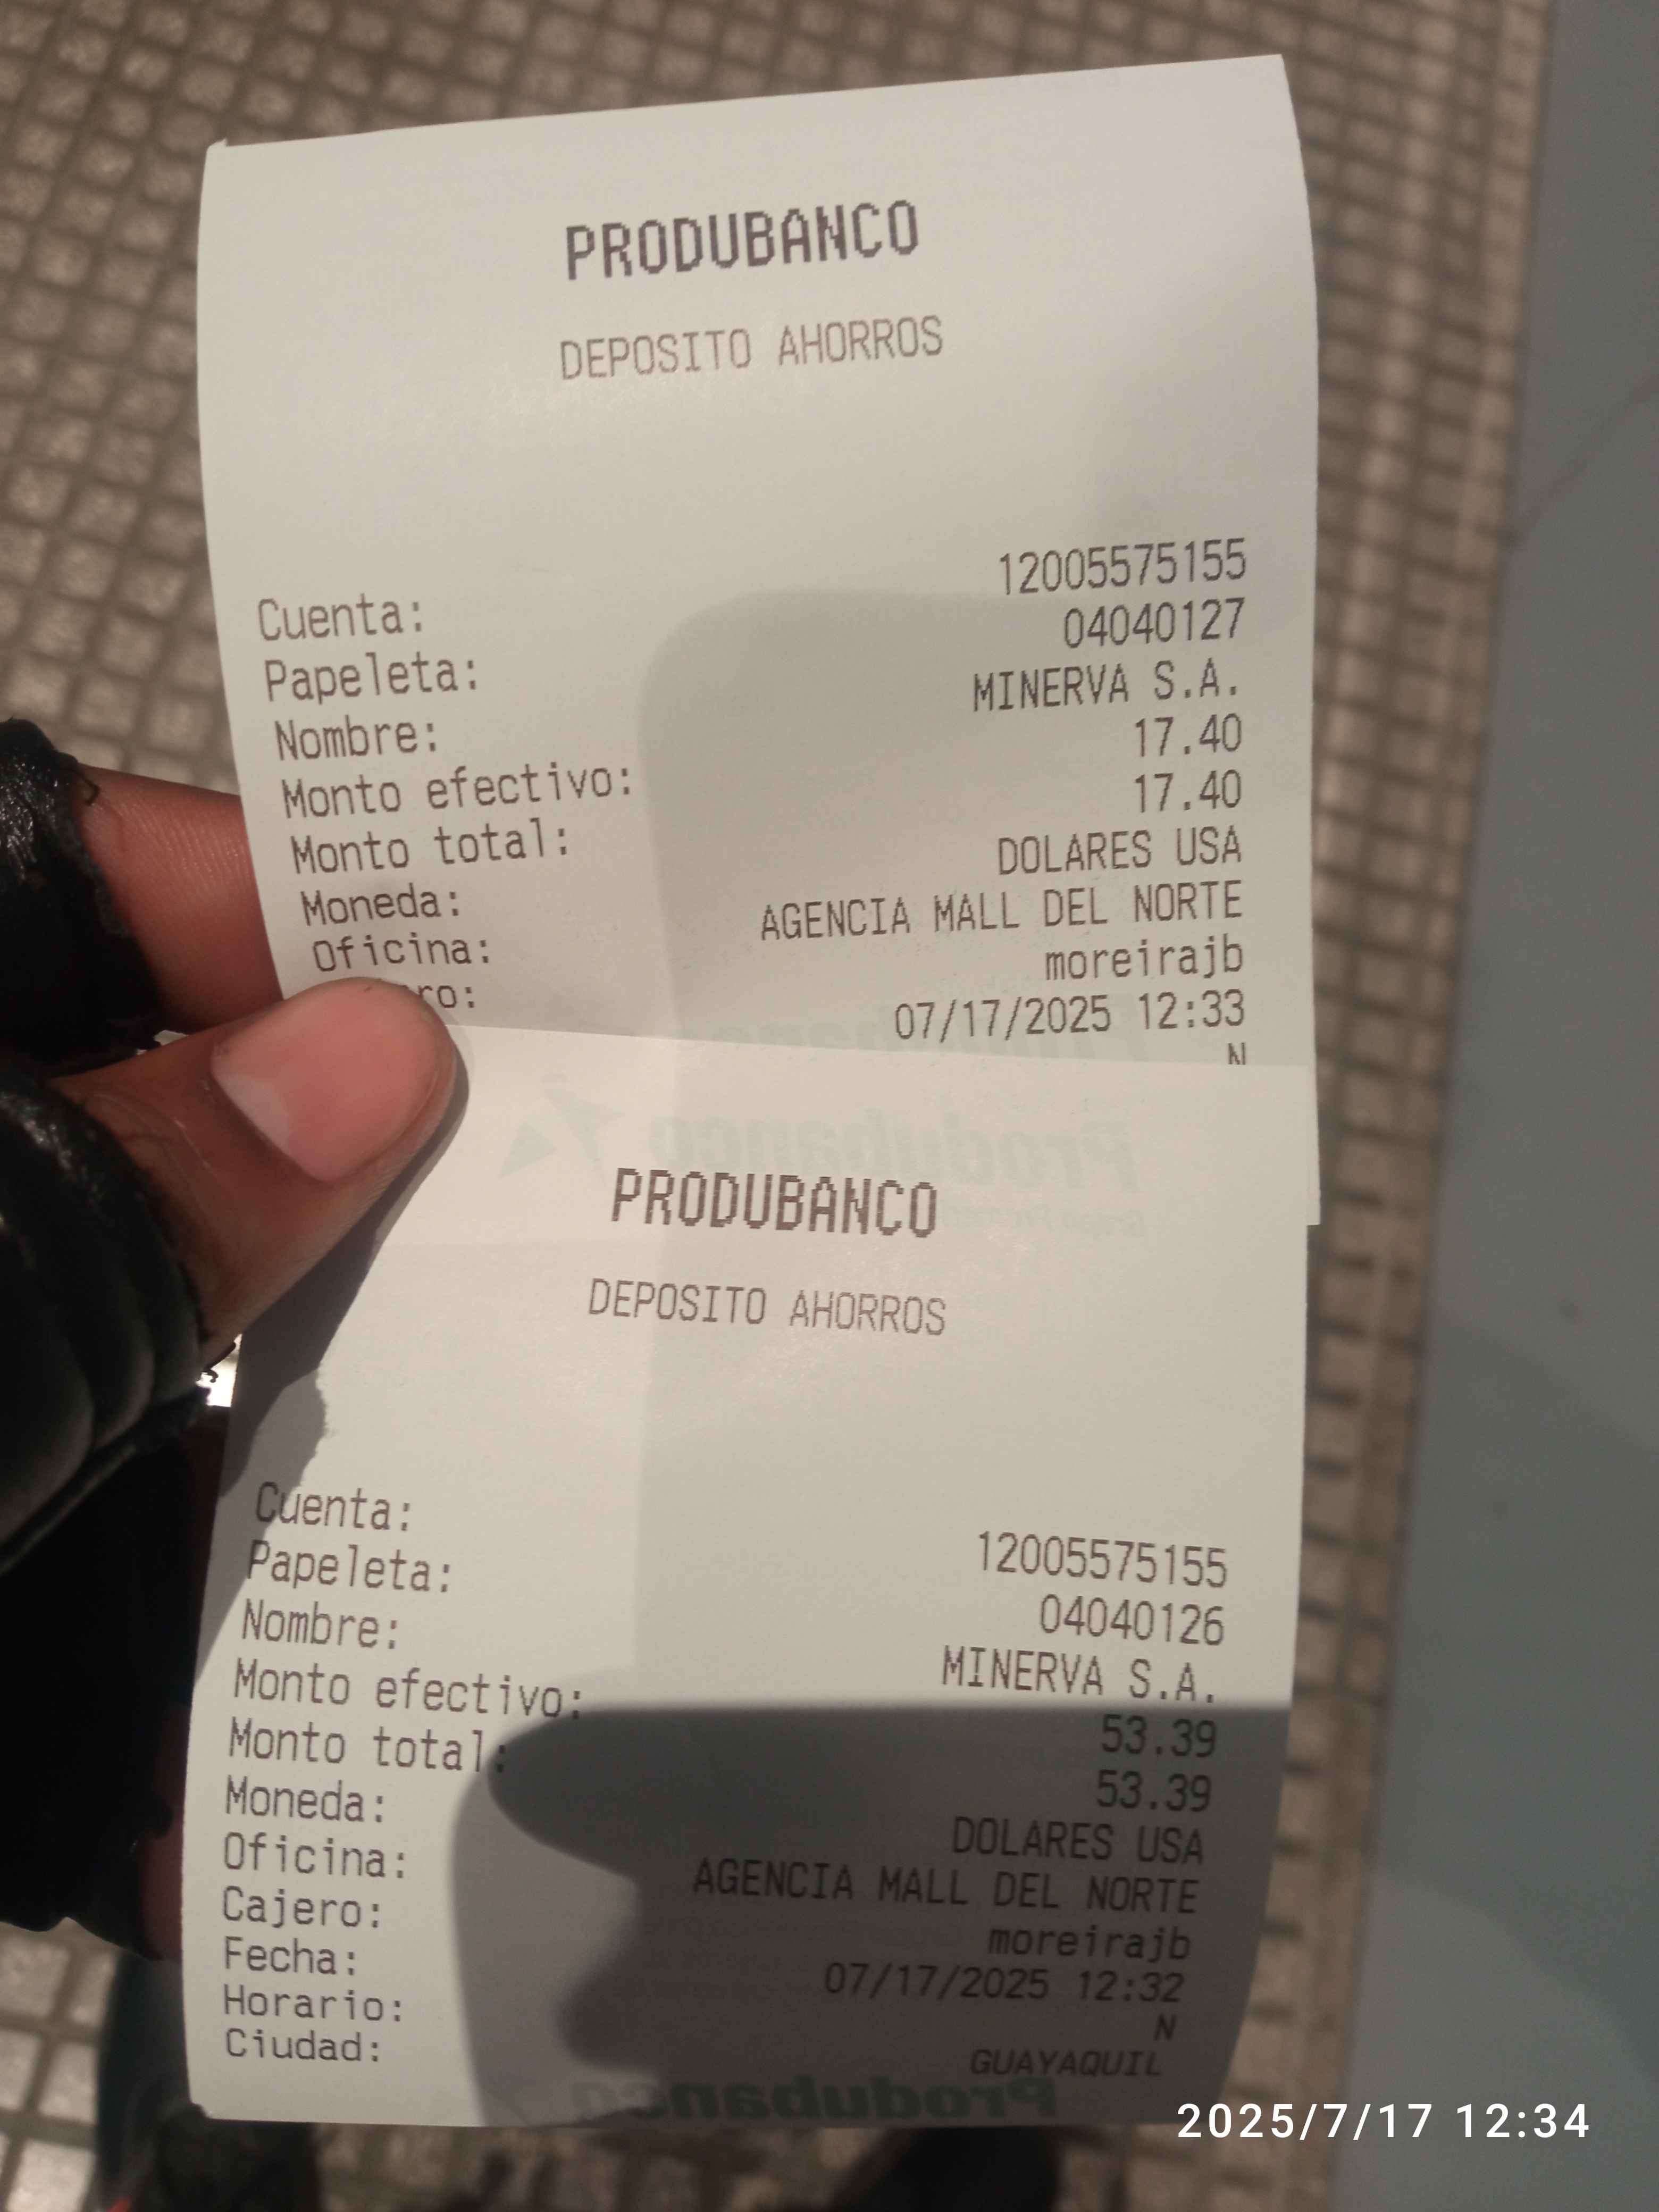 PRODUBANCO
DEPOSITO AHORROS
Cuenta: 12005575155
Papeleta: 04040127
Nombre: MINERVA S.A.
Monto efectivo: 17.40
Monto total: 17.40
Moneda: DOLARES USA
Oficina: AGENCIA MALL DEL NORTE
ro: moreirajb
07/17/2025 12:33
N
Produbanco
PRODUBANCO
DEPOSITO AHORROS
Cuenta: 12005575155
Papeleta: 04040126
Nombre: MINERVA S.A.
Monto efectivo: 53.39
Monto total: 53.39
Moneda: DOLARES USA
Oficina: AGENCIA MALL DEL NORTE
Cajero: moreirajb
Fecha: 07/17/2025 12:32
Horario: N
Ciudad: GUAYAQUIL
Produbanco
2025/7/17 12:34